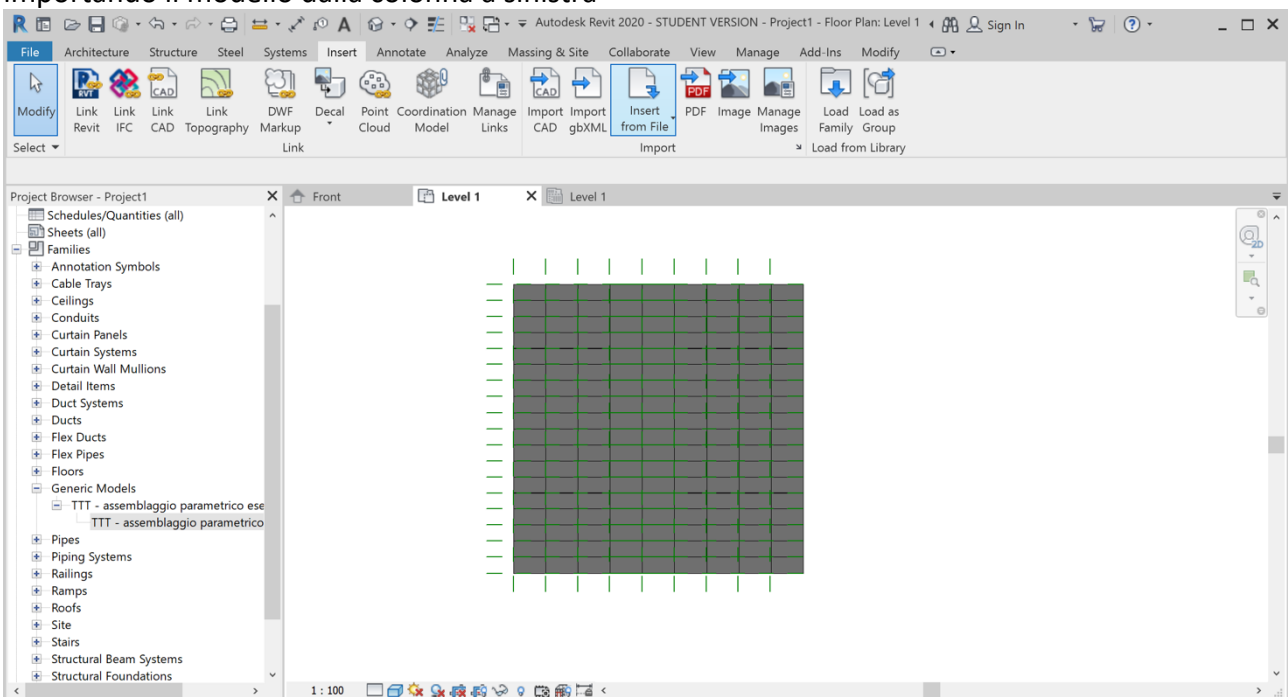 importando il modello dalla colonna a sinistra
Autodesk Revit 2020 - STUDENT VERSION - Project1 - Floor Plan: Level 1
Sign In
File Architecture Structure Steel Systems Insert Annotate Analyze Massing & Site Collaborate View Manage Add-Ins Modify
Modify
Link Revit
Link IFC
Link CAD
Link Topography
DWF Markup
Decal
Point Cloud
Coordination Model
Manage Links
Import CAD
Import gbXML
Insert from File
PDF
Image
Manage Images
Load Family
Load as Group
Select
Link
Import
Load from Library
Project Browser - Project1
Front
Level 1
Level 1
Schedules/Quantities (all)
Sheets (all)
Families
Annotation Symbols
Cable Trays
Ceilings
Conduits
Curtain Panels
Curtain Systems
Curtain Wall Mullions
Detail Items
Duct Systems
Ducts
Flex Ducts
Flex Pipes
Floors
Generic Models
TTT - assemblaggio parametrico ese
TTT - assemblaggio parametrico
Pipes
Piping Systems
Railings
Ramps
Roofs
Site
Stairs
Structural Beam Systems
Structural Foundations
1 : 100